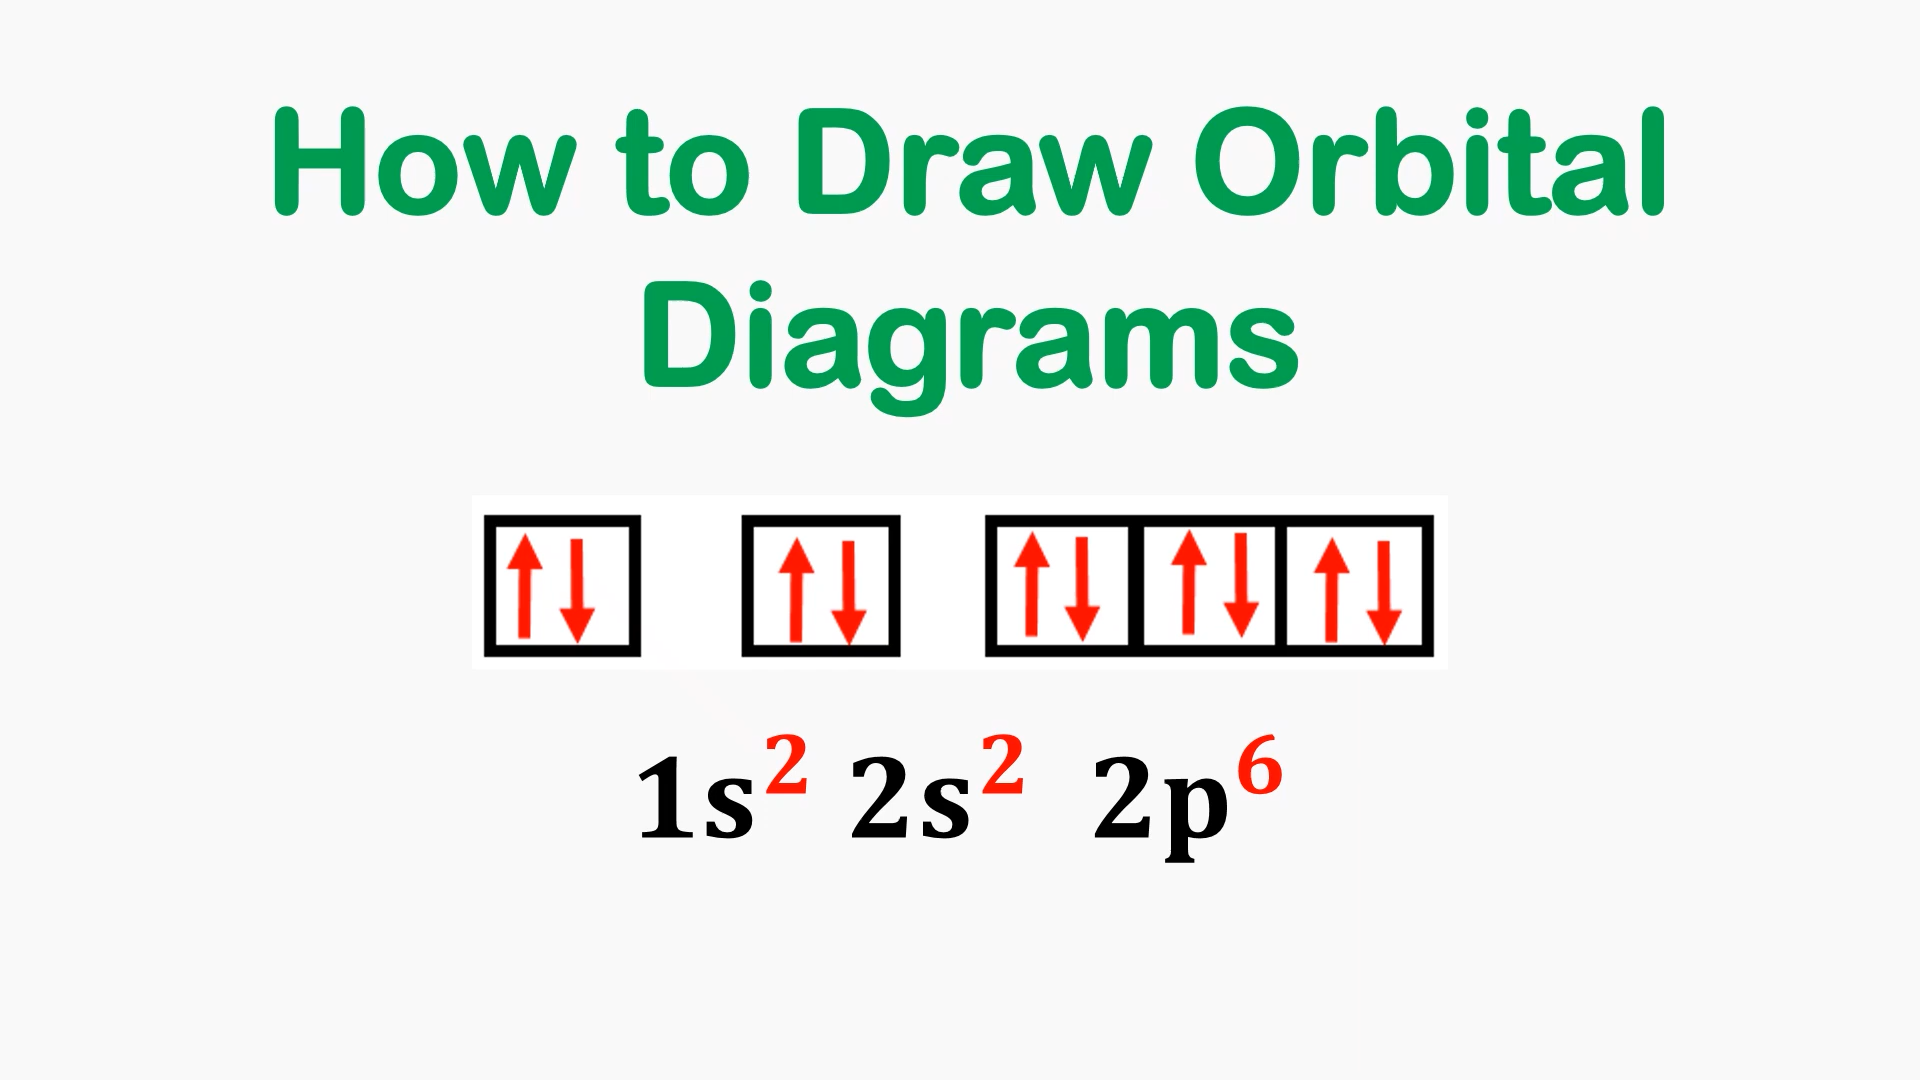 How to Draw Orbital
Diagrams
1s² 2s² 2p⁶